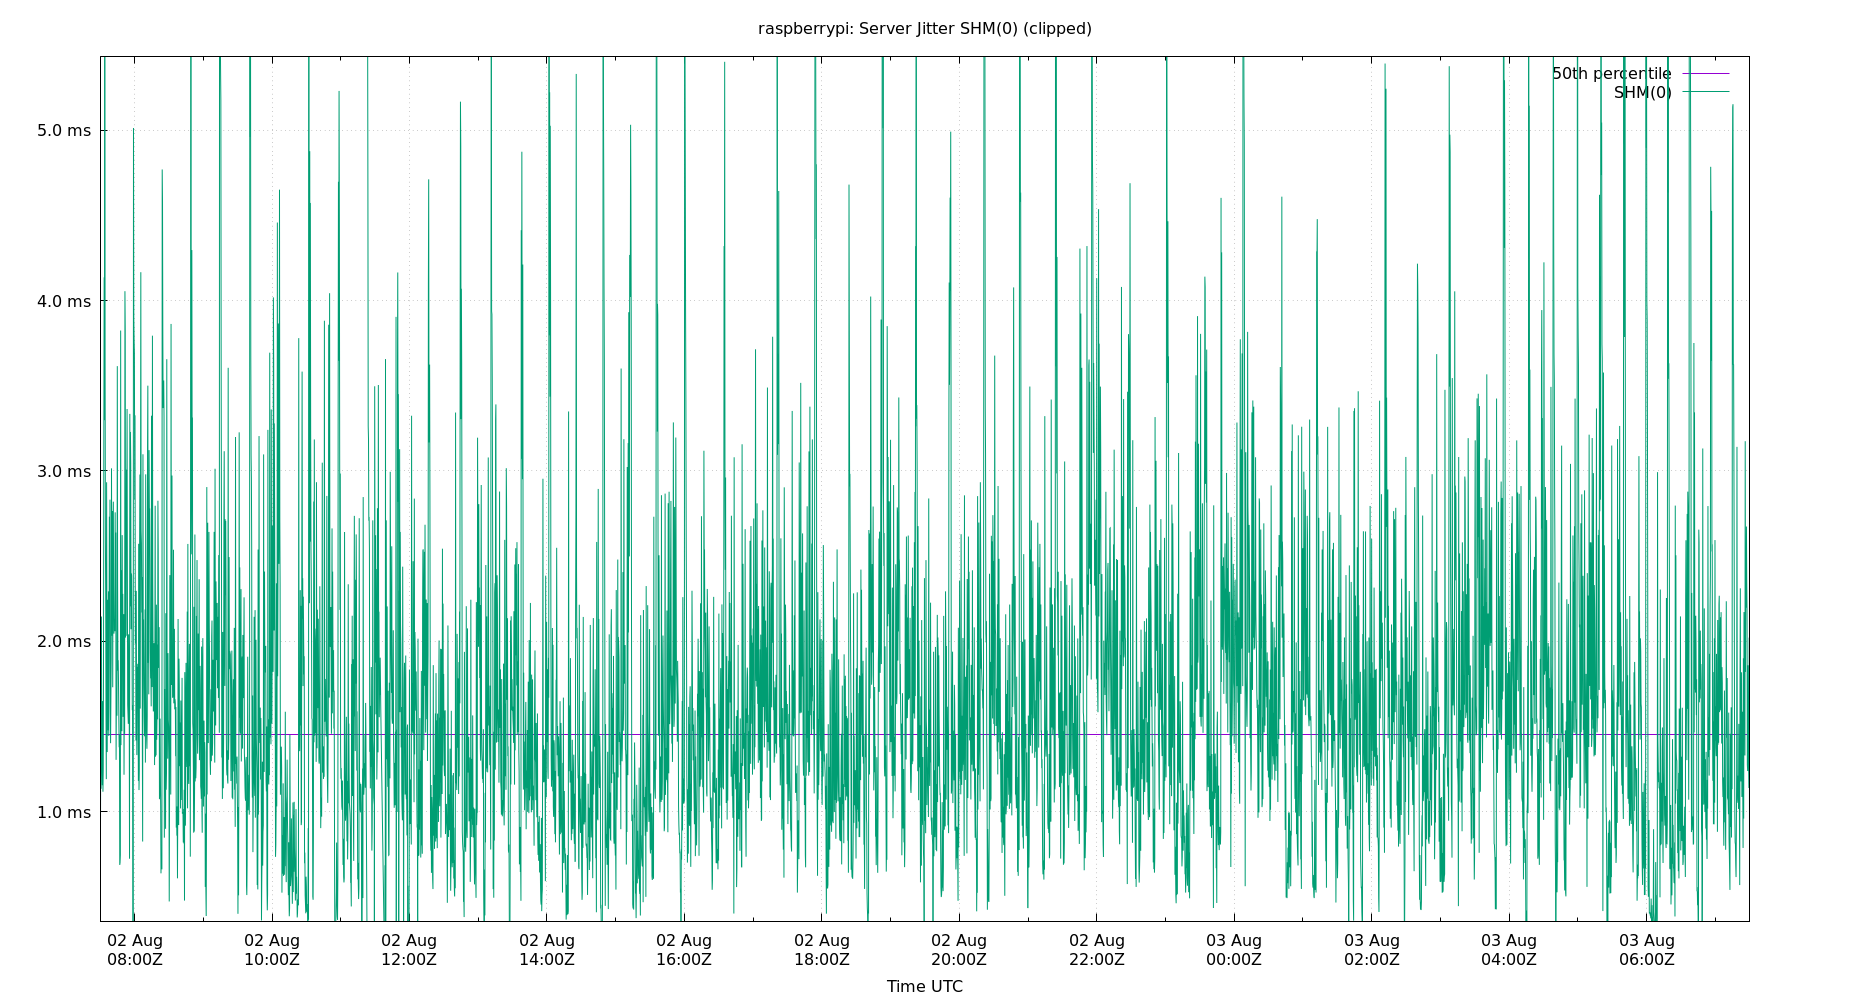 raspberrypi: Server Jitter SHM(0) (clipped)
50th percentile
SHM(0)
5.0 ms
4.0 ms
3.0 ms
2.0 ms
1.0 ms
02 Aug 02 Aug 02 Aug 02 Aug 02 Aug 02 Aug 02 Aug 02 Aug 03 Aug 03 Aug 03 Aug 03 Aug
08:00Z 10:00Z 12:00Z 14:00Z 16:00Z 18:00Z 20:00Z 22:00Z 00:00Z 02:00Z 04:00Z 06:00Z
Time UTC